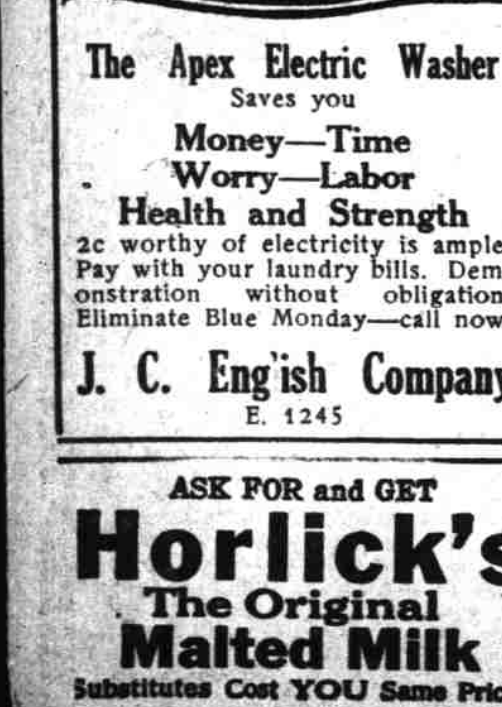 The Apex Electric Washer
Saves you
Money—Time
Worry—Labor
Health and Strength
2c worthy of electricity is ample
Pay with your laundry bills. Dem
onstration without obligation
Eliminate Blue Monday—call now
J. C. Eng'ish Company
E. 1245
ASK FOR and GET
Horlick's
The Original
Malted Milk
Substitutes Cost YOU Same Pric